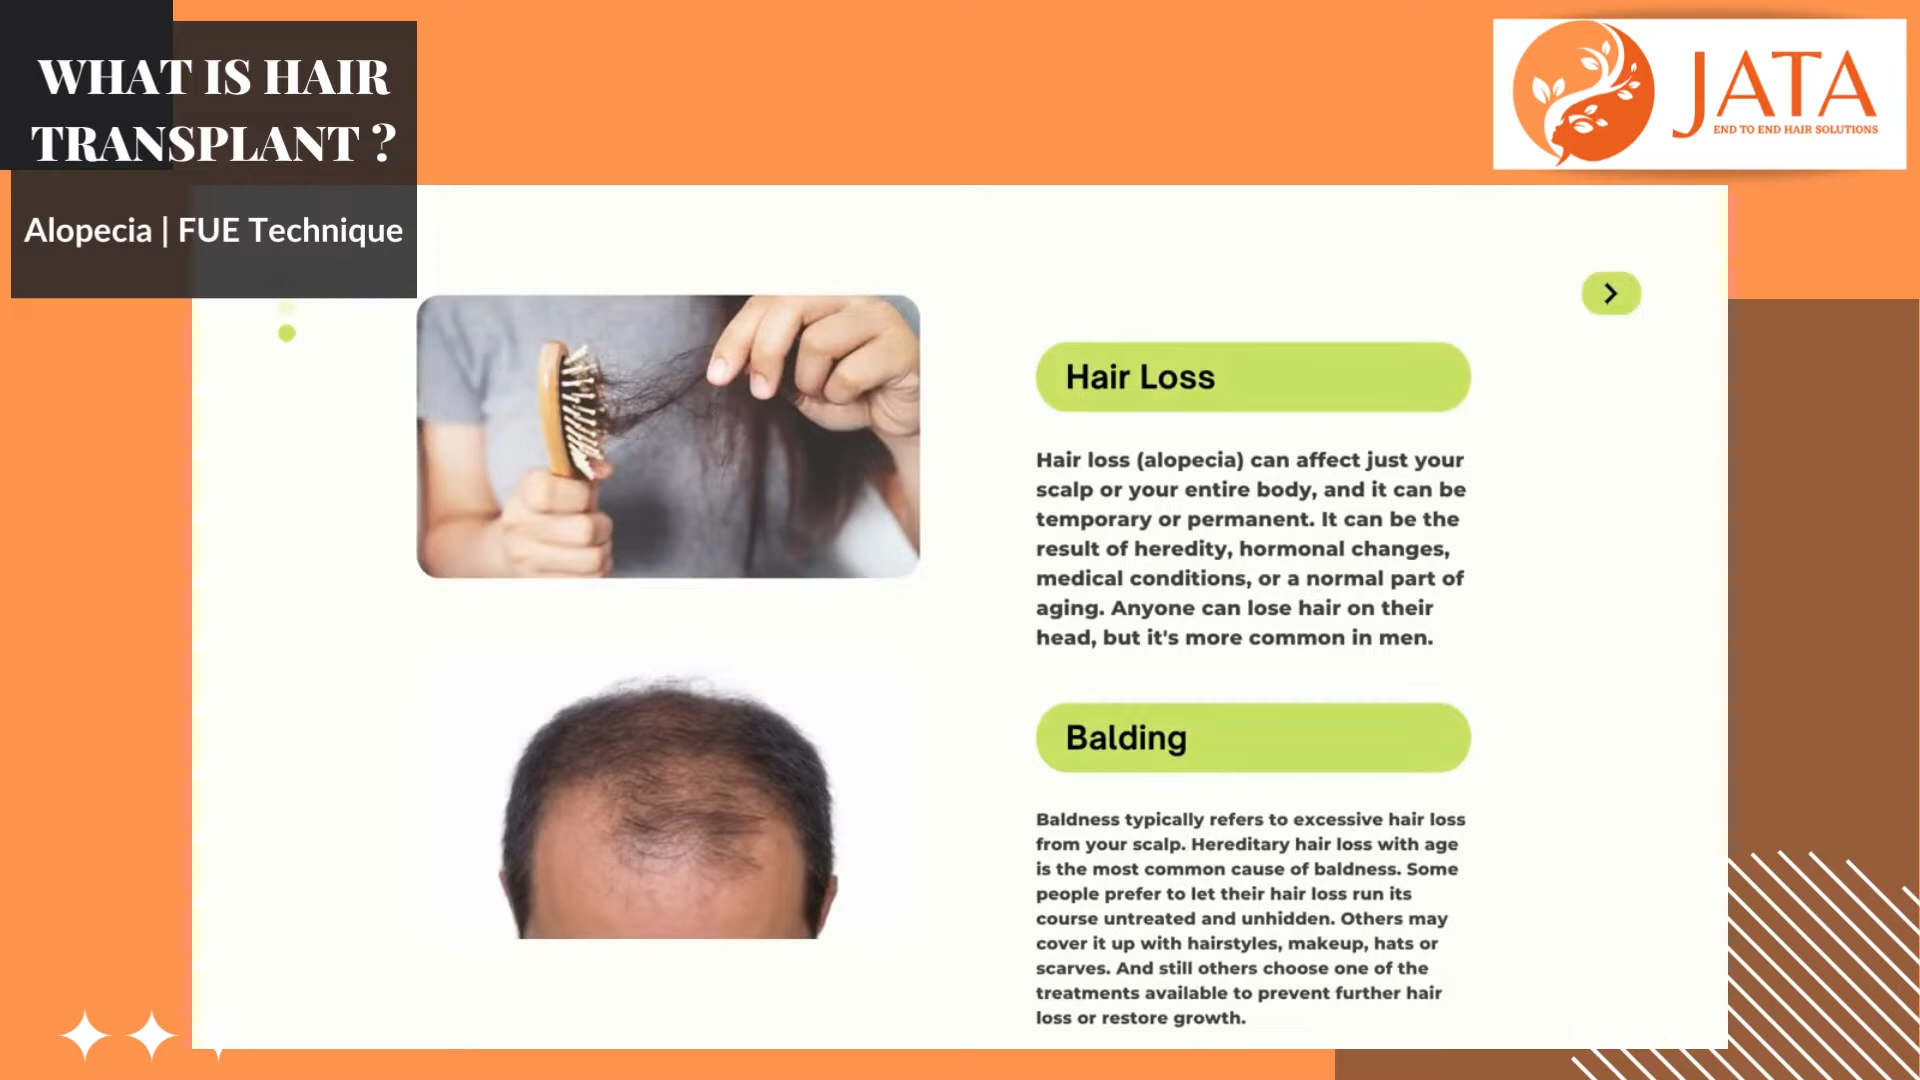 WHAT IS HAIR
TRANSPLANT ?
Alopecia | FUE Technique
JATA
END TO END HAIR SOLUTIONS
Hair Loss
Hair loss (alopecia) can affect just your
scalp or your entire body, and it can be
temporary or permanent. It can be the
result of heredity, hormonal changes,
medical conditions, or a normal part of
aging. Anyone can lose hair on their
head, but it's more common in men.
Balding
Baldness typically refers to excessive hair loss
from your scalp. Hereditary hair loss with age
is the most common cause of baldness. Some
people prefer to let their hair loss run its
course untreated and unhidden. Others may
cover it up with hairstyles, makeup, hats or
scarves. And still others choose one of the
treatments available to prevent further hair
loss or restore growth.